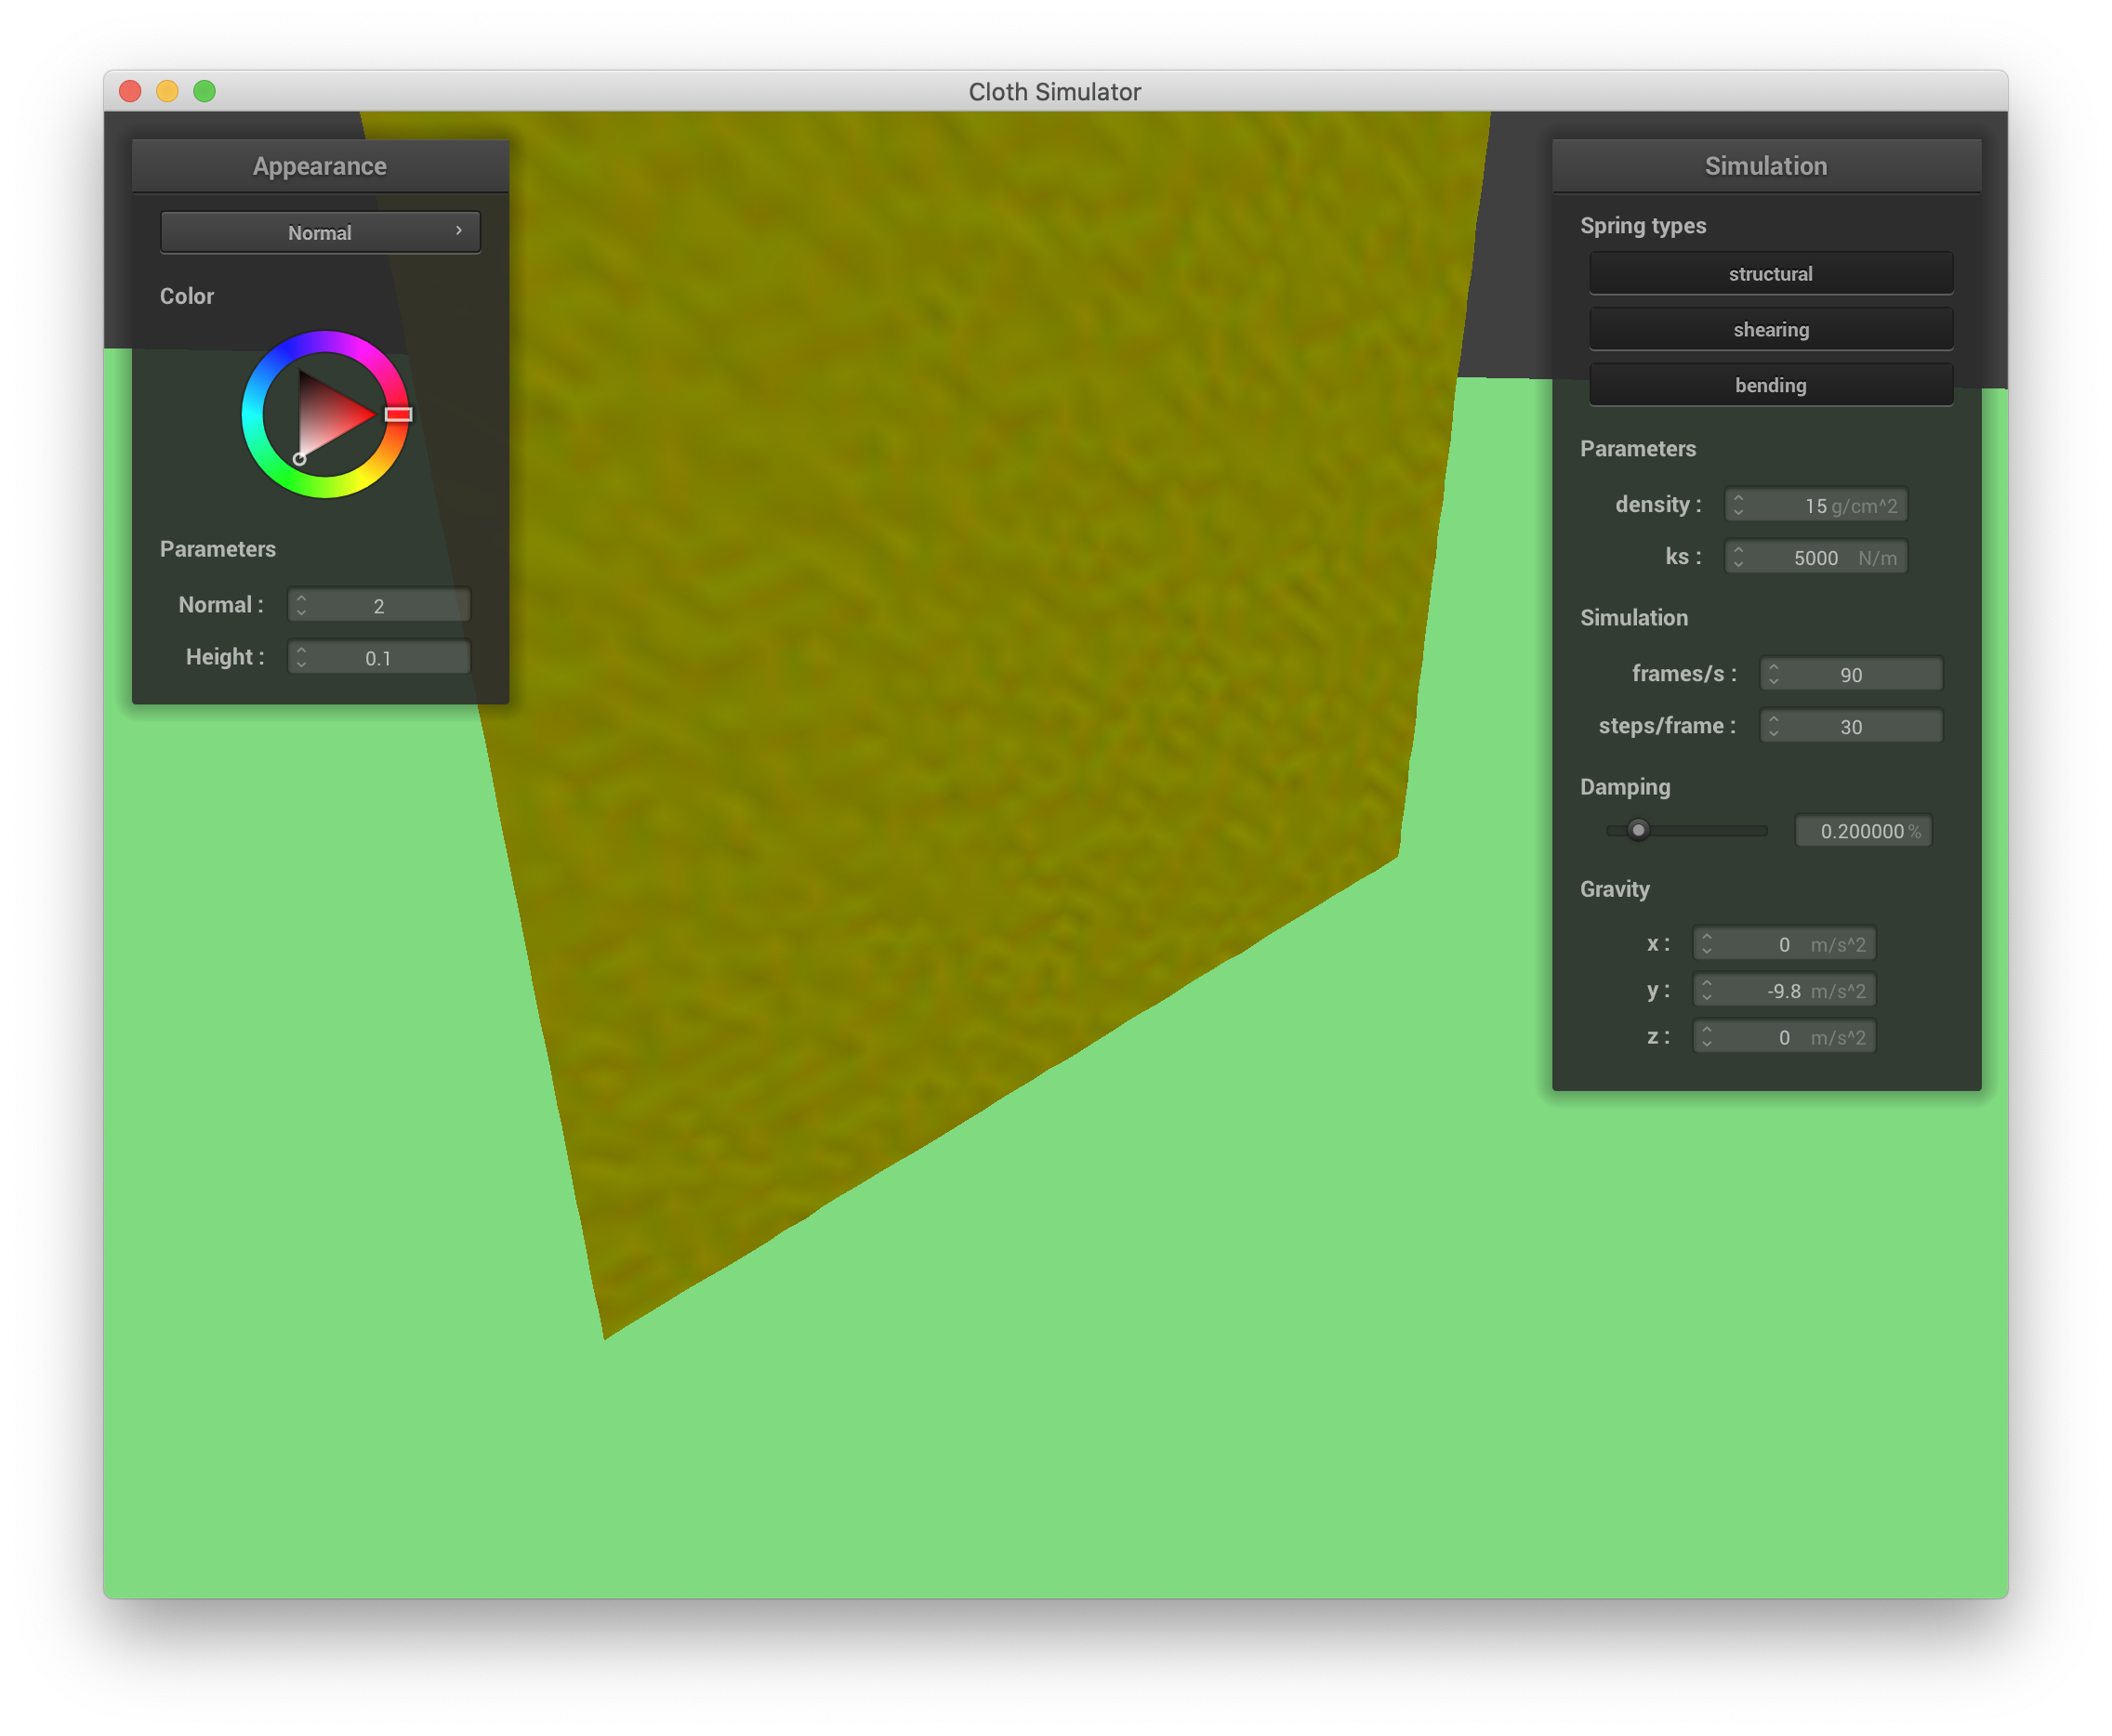 Cloth Simulator
Appearance
Normal
Color
Parameters
Normal : 2
Height : 0.1
Simulation
Spring types
structural
shearing
bending
Parameters
density : 15 g/cm^2
ks : 5000 N/m
Simulation
frames/s : 90
steps/frame : 30
Damping
0.200000 %
Gravity
x : 0 m/s^2
y : -9.8 m/s^2
z : 0 m/s^2